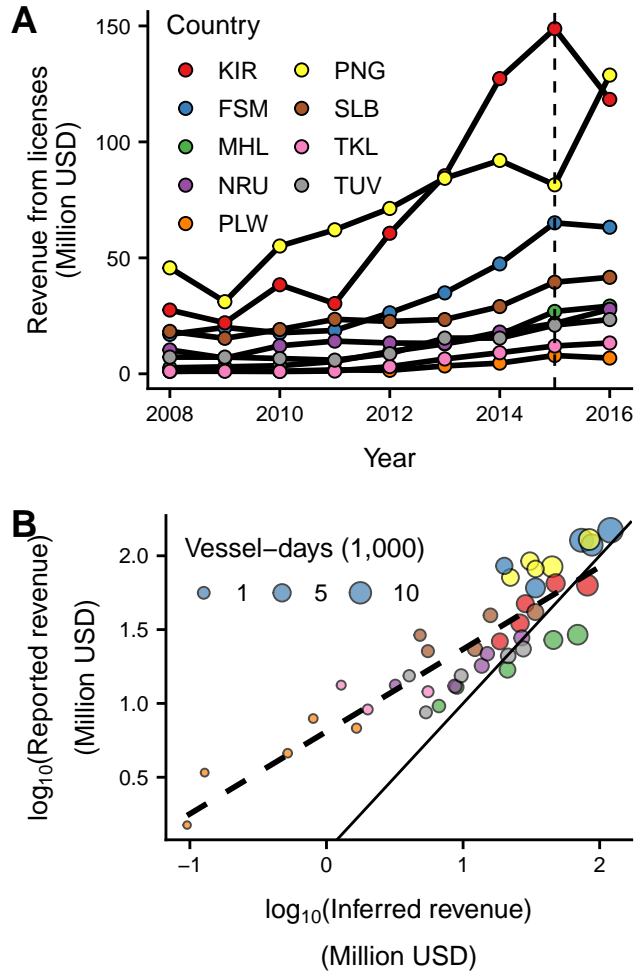 A
Revenue from licenses
(Million USD)
150
100
50
0
Country
KIR
PNG
FSM
SLB
MHL
TKL
NRU
TUV
PLW
2008
2010
2012
2014
2016
Year
B
log10(Reported revenue)
(Million USD)
2.0
1.5
1.0
0.5
Vessel−days (1,000)
1
5
10
−1
0
1
2
log10(Inferred revenue)
(Million USD)